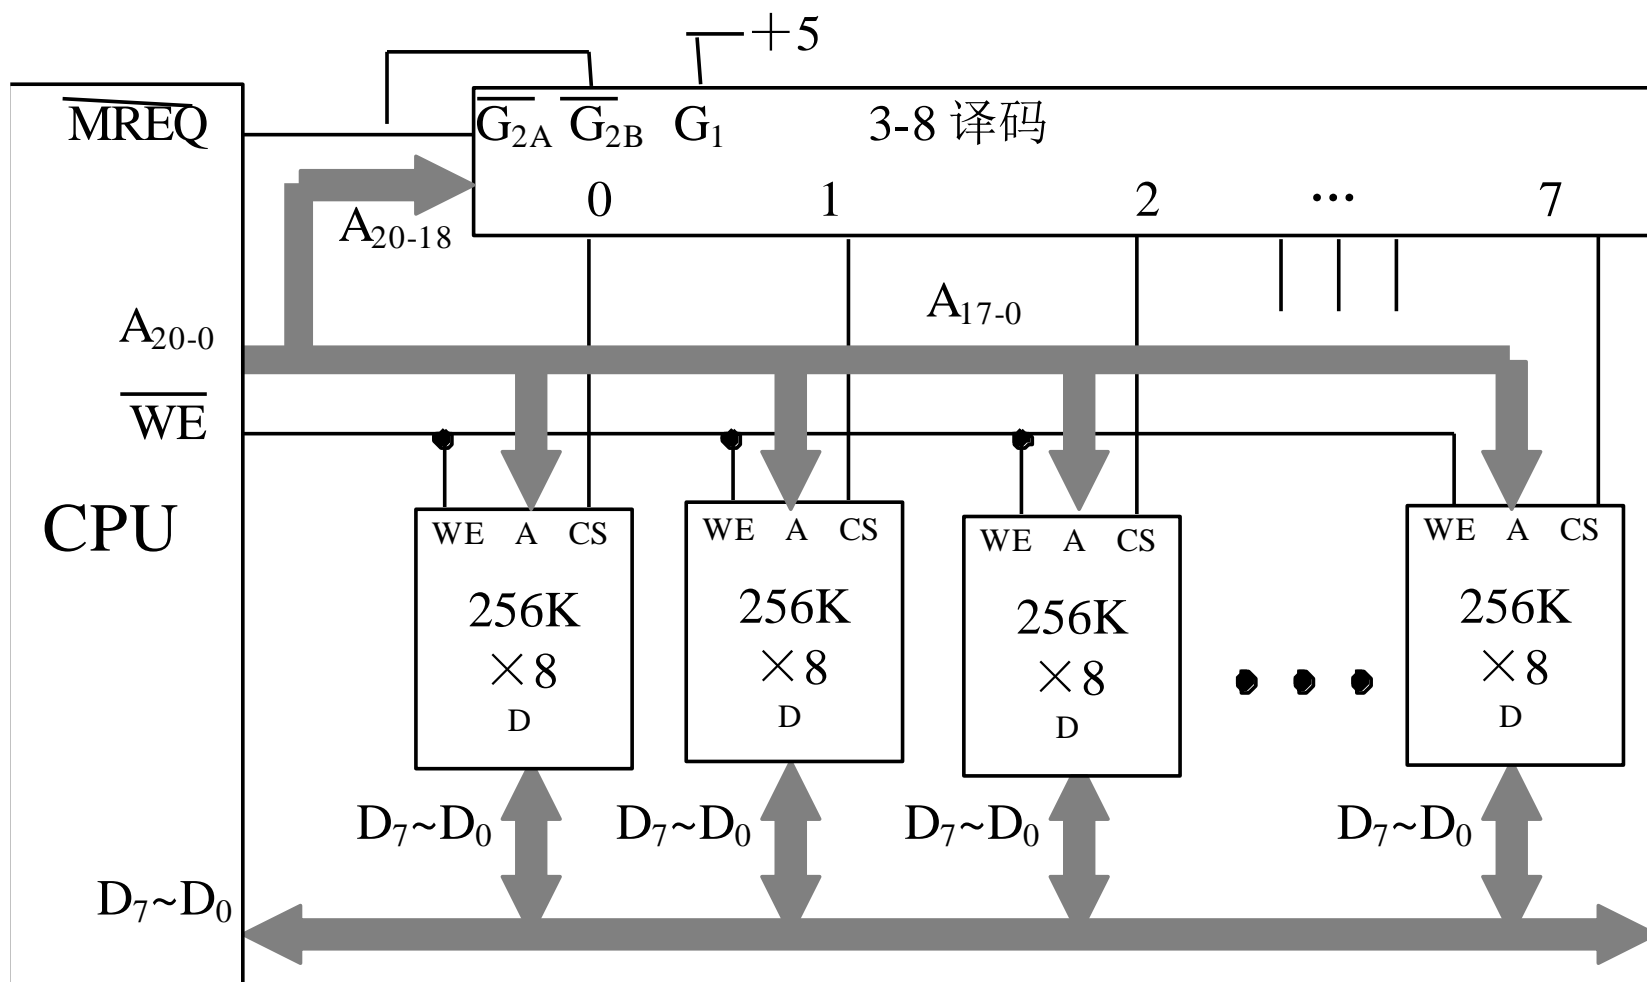 +5
MREQ G2A G2B G1 3-8 译码
0 1 2 ··· 7
A20-18
A17-0
A20-0
WE
CPU
WE A CS WE A CS WE A CS WE A CS
256K 256K 256K 256K
×8 ×8 ×8 ×8
D D D D
D7~D0 D7~D0 D7~D0 D7~D0
D7~D0